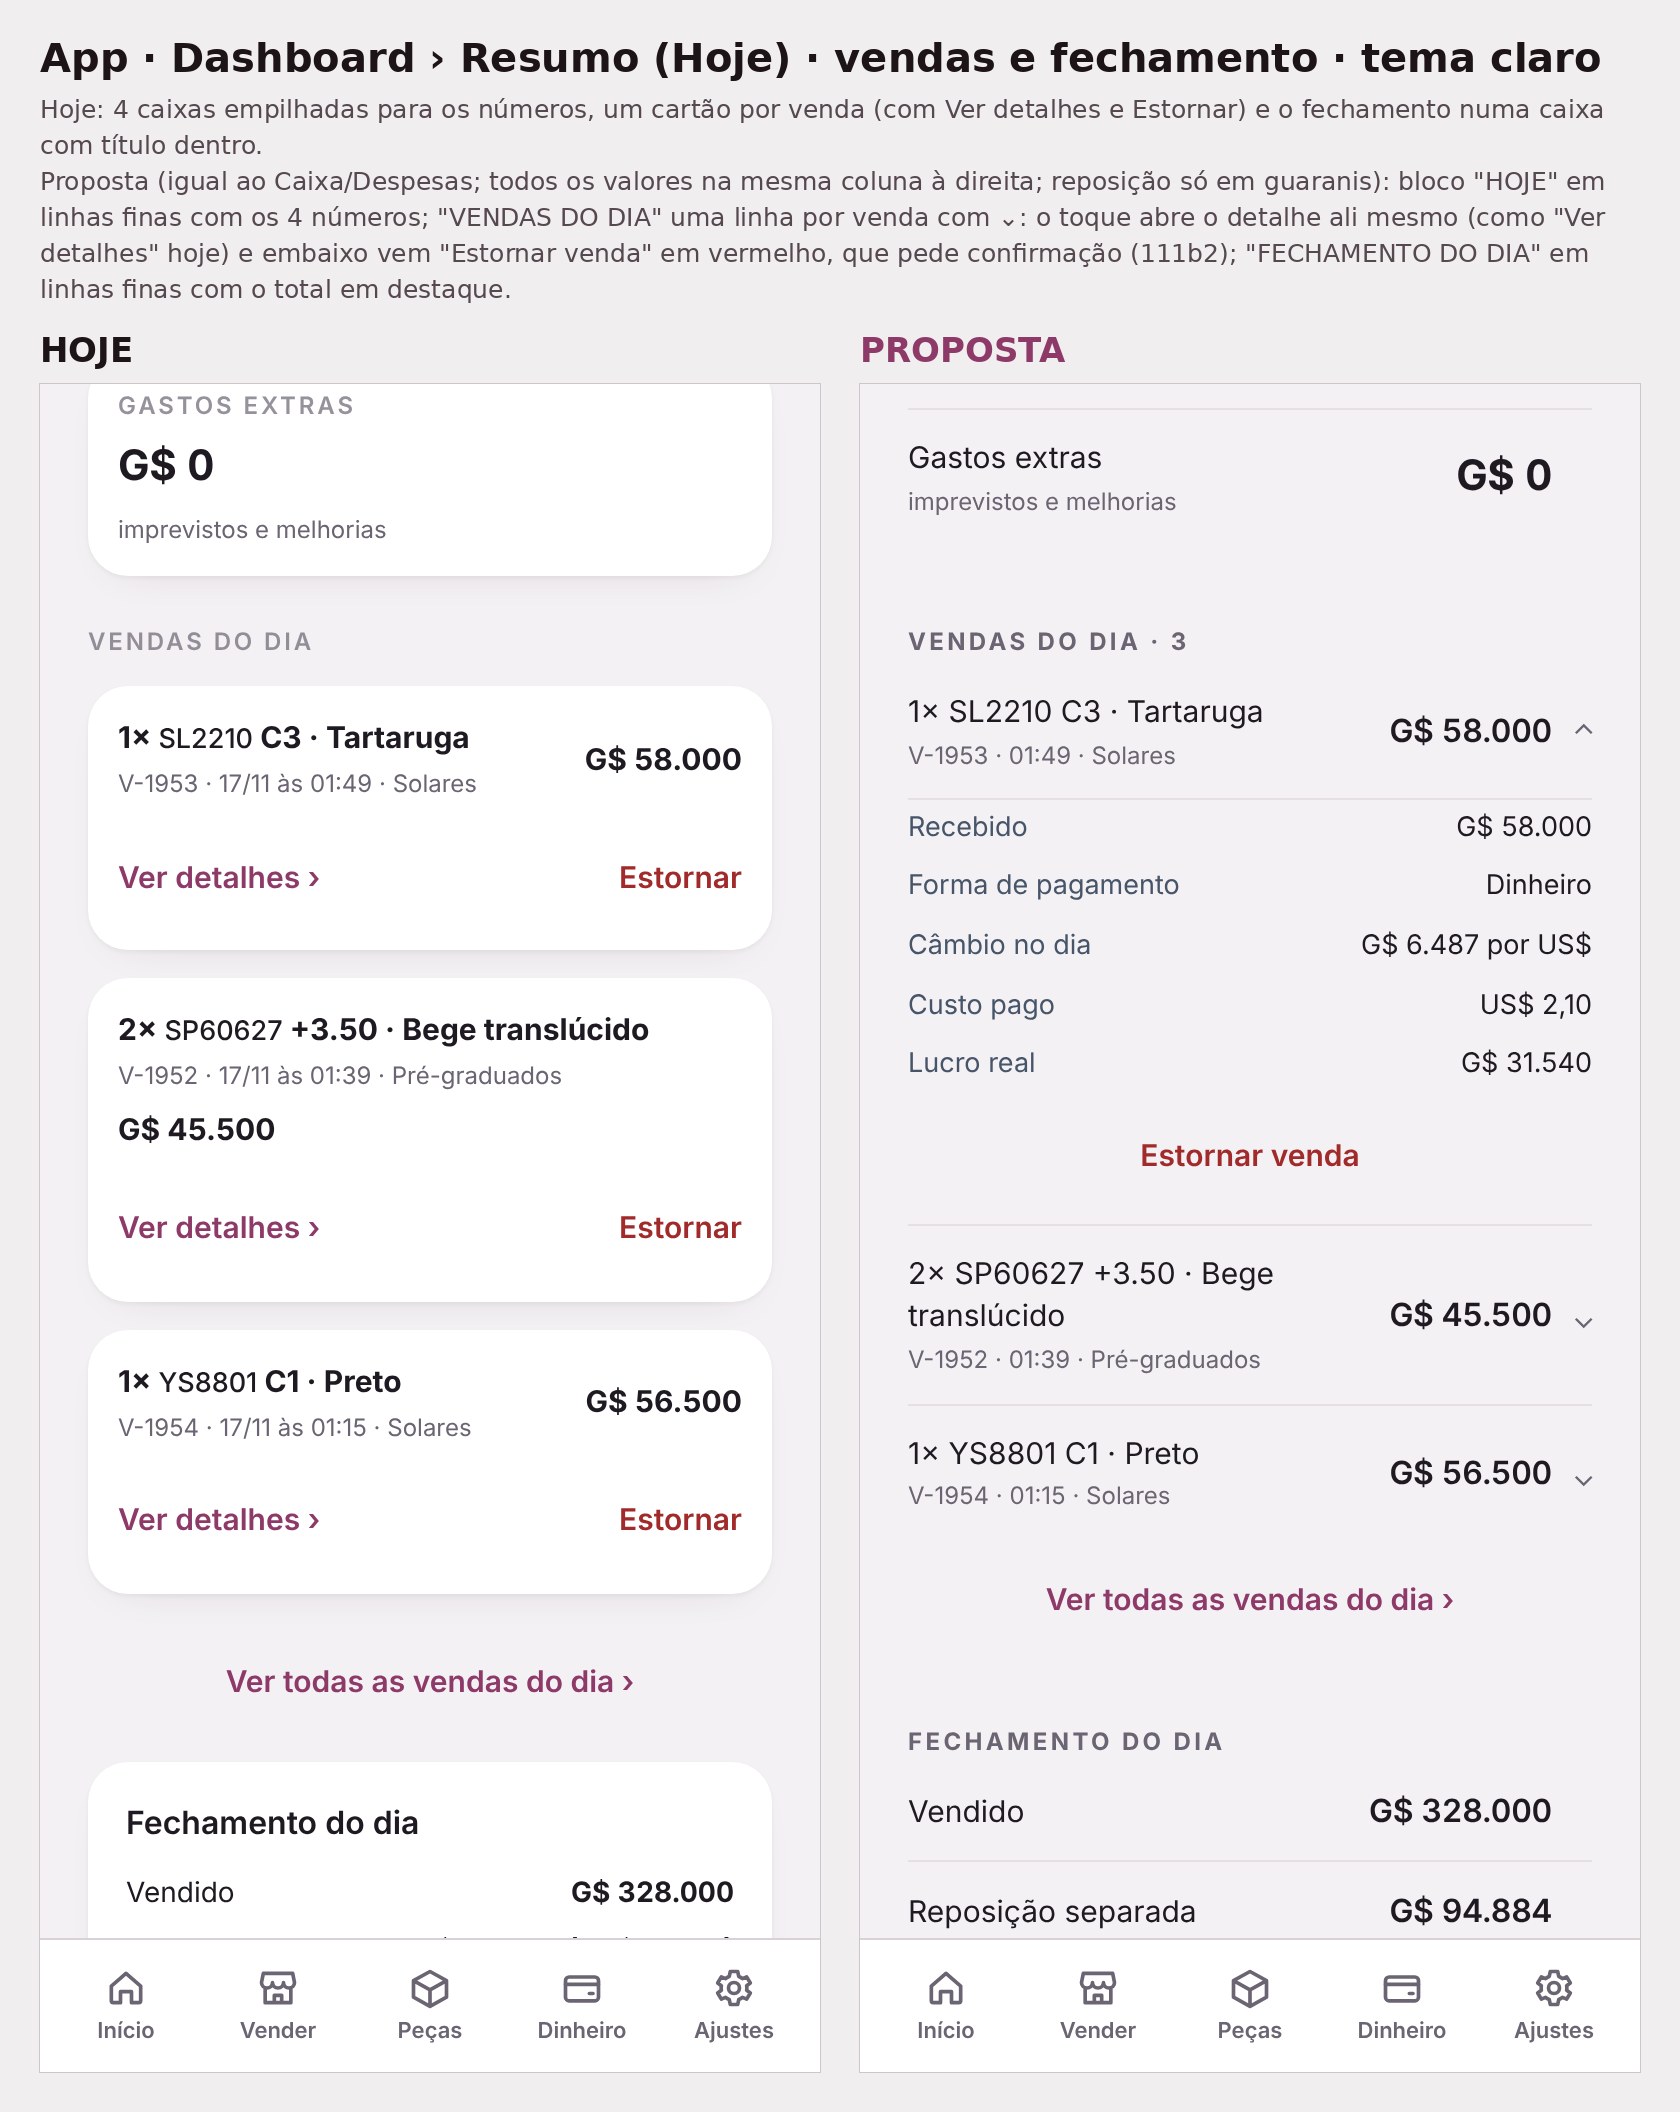 App · Dashboard › Resumo (Hoje) · vendas e fechamento · tema claro
Hoje: 4 caixas empilhadas para os números, um cartão por venda (com Ver detalhes e Estornar) e o fechamento numa caixa
com título dentro.
Proposta (igual ao Caixa/Despesas; todos os valores na mesma coluna à direita; reposição só em guaranis): bloco "HOJE" em
linhas finas com os 4 números; "VENDAS DO DIA" uma linha por venda com ⌄: o toque abre o detalhe ali mesmo (como "Ver
detalhes" hoje) e embaixo vem "Estornar venda" em vermelho, que pede confirmação (111b2); "FECHAMENTO DO DIA" em
linhas finas com o total em destaque.
HOJE
GASTOS EXTRAS
G$ 0
imprevistos e melhorias
VENDAS DO DIA
1× SL2210 C3 · Tartaruga
G$ 58.000
V-1953 · 17/11 às 01:49 · Solares
Ver detalhes › Estornar
2× SP60627 +3.50 · Bege translúcido
V-1952 · 17/11 às 01:39 · Pré-graduados
G$ 45.500
Ver detalhes › Estornar
1× YS8801 C1 · Preto
G$ 56.500
V-1954 · 17/11 às 01:15 · Solares
Ver detalhes › Estornar
Ver todas as vendas do dia ›
Fechamento do dia
Vendido G$ 328.000
Início Vender Peças Dinheiro Ajustes
PROPOSTA
Gastos extras
G$ 0
imprevistos e melhorias
VENDAS DO DIA · 3
1× SL2210 C3 · Tartaruga
G$ 58.000
V-1953 · 01:49 · Solares
Recebido G$ 58.000
Forma de pagamento Dinheiro
Câmbio no dia G$ 6.487 por US$
Custo pago US$ 2,10
Lucro real G$ 31.540
Estornar venda
2× SP60627 +3.50 · Bege
translúcido
G$ 45.500
V-1952 · 01:39 · Pré-graduados
1× YS8801 C1 · Preto
G$ 56.500
V-1954 · 01:15 · Solares
Ver todas as vendas do dia ›
FECHAMENTO DO DIA
Vendido G$ 328.000
Reposição separada G$ 94.884
Início Vender Peças Dinheiro Ajustes